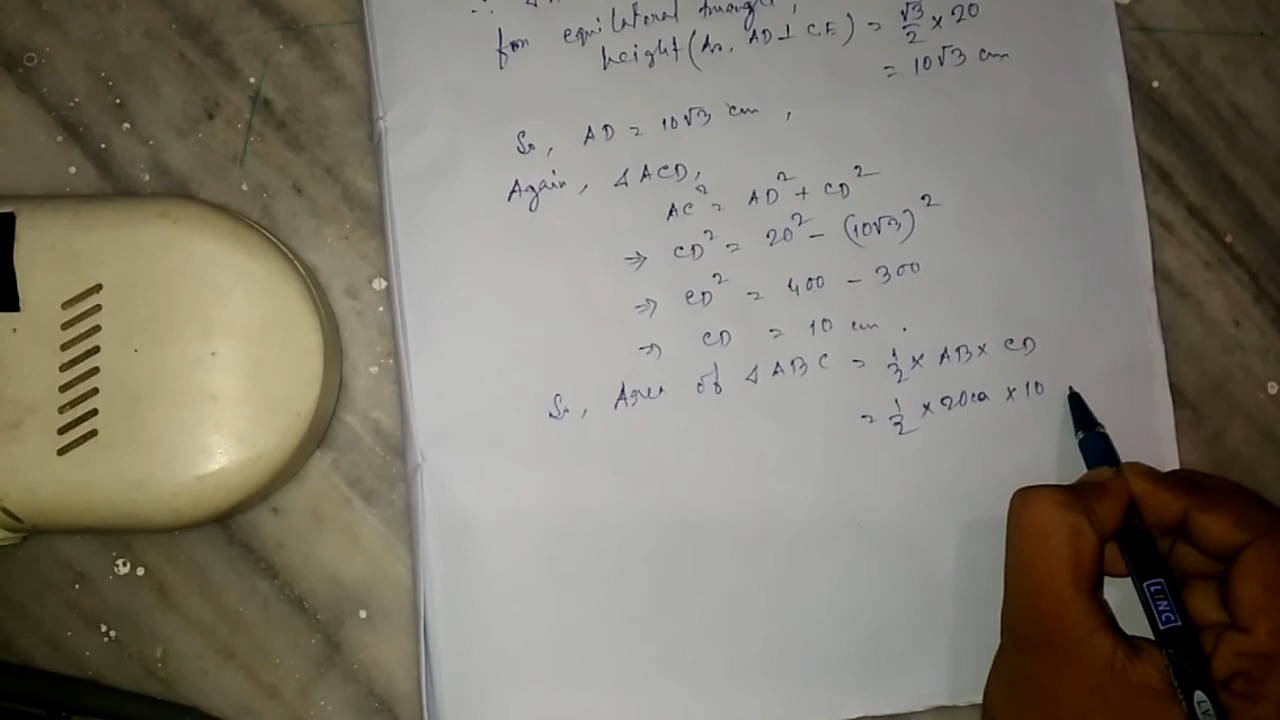 for equilateral triangle,
height (As, AD ⊥ CE) = √3/2 × 20
= 10√3 cm
So, AD = 10√3 cm,
Again, △ACD,
AC² = AD² + CD²
⇒ CD² = 20² - (10√3)²
⇒ CD² = 400 - 300
⇒ CD = 10 cm.
So, Area of △ABC = 1/2 × AB × CD
= 1/2 × 20 × 10
LINC